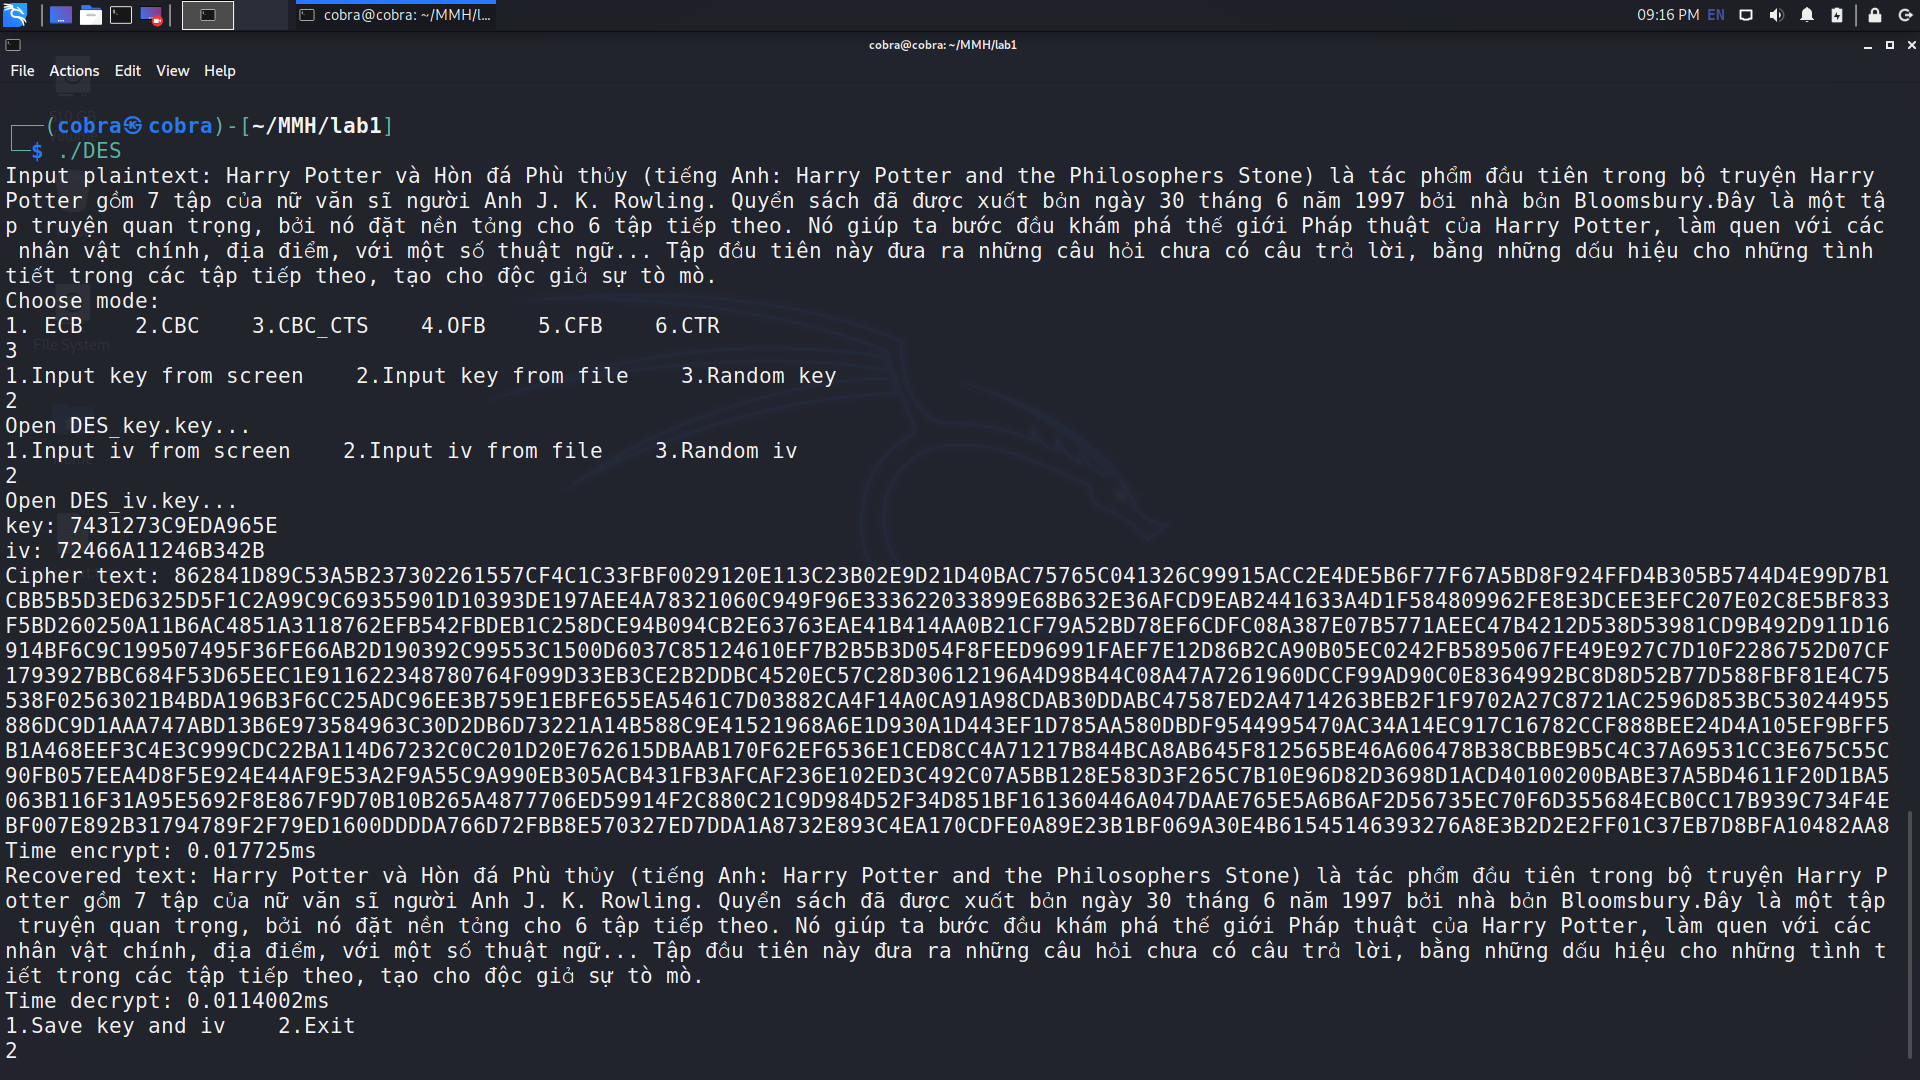 cobra@cobra: ~/MMH/l...
09:16 PM EN
cobra@cobra: ~/MMH/lab1
File Actions Edit View Help
(cobra㉿cobra)-[~/MMH/lab1]
$ ./DES
Input plaintext: Harry Potter và Hòn đá Phù thủy (tiếng Anh: Harry Potter and the Philosophers Stone) là tác phẩm đầu tiên trong bộ truyện Harry
Potter gồm 7 tập của nữ văn sĩ người Anh J. K. Rowling. Quyển sách đã được xuất bản ngày 30 tháng 6 năm 1997 bởi nhà bản Bloomsbury.Đây là một tậ
p truyện quan trọng, bởi nó đặt nền tảng cho 6 tập tiếp theo. Nó giúp ta bước đầu khám phá thế giới Pháp thuật của Harry Potter, làm quen với các
nhân vật chính, địa điểm, với một số thuật ngữ... Tập đầu tiên này đưa ra những câu hỏi chưa có câu trả lời, bằng những dấu hiệu cho những tình
tiết trong các tập tiếp theo, tạo cho độc giả sự tò mò.
Choose mode:
1. ECB 2.CBC 3.CBC_CTS 4.OFB 5.CFB 6.CTR
File System
3
1.Input key from screen 2.Input key from file 3.Random key
2
Open DES_key.key...
1.Input iv from screen 2.Input iv from file 3.Random iv
2
Open DES_iv.key...
key: 7431273C9EDA965E
iv: 72466A11246B342B
Cipher text: 862841D89C53A5B237302261557CF4C1C33FBF0029120E113C23B02E9D21D40BAC75765C041326C99915ACC2E4DE5B6F77F67A5BD8F924FFD4B305B5744D4E99D7B1
CBB5B5D3ED6325D5F1C2A99C9C69355901D10393DE197AEE4A78321060C949F96E333622033899E68B632E36AFCD9EAB2441633A4D1F584809962FE8E3DCEE3EFC207E02C8E5BF833
F5BD260250A11B6AC4851A3118762EFB542FBDEB1C258DCE94B094CB2E63763EAE41B414AA0B21CF79A52BD78EF6CDFC08A387E07B5771AEEC47B4212D538D53981CD9B492D911D16
914BF6C9C199507495F36FE66AB2D190392C99553C1500D6037C85124610EF7B2B5B3D054F8FEED96991FAEF7E12D86B2CA90B05EC0242FB5895067FE49E927C7D10F2286752D07CF
1793927BBC684F53D65EEC1E911622348780764F099D33EB3CE2B2DDBC4520EC57C28D30612196A4D98B44C08A47A7261960DCCF99AD90C0E8364992BC8D8D52B77D588FBF81E4C75
538F02563021B4BDA196B3F6CC25ADC96EE3B759E1EBFE655EA5461C7D03882CA4F14A0CA91A98CDAB30DDABC47587ED2A4714263BEB2F1F9702A27C8721AC2596D853BC530244955
886DC9D1AAA747ABD13B6E973584963C30D2DB6D73221A14B588C9E41521968A6E1D930A1D443EF1D785AA580DBDF9544995470AC34A14EC917C16782CCF888BEE24D4A105EF9BFF5
B1A468EEF3C4E3C999CDC22BA114D67232C0C201D20E762615DBAAB170F62EF6536E1CED8CC4A71217B844BCA8AB645F812565BE46A606478B38CBBE9B5C4C37A69531CC3E675C55C
90FB057EEA4D8F5E924E44AF9E53A2F9A55C9A990EB305ACB431FB3AFCAF236E102ED3C492C07A5BB128E583D3F265C7B10E96D82D3698D1ACD40100200BABE37A5BD4611F20D1BA5
063B116F31A95E5692F8E867F9D70B10B265A4877706ED59914F2C880C21C9D984D52F34D851BF161360446A047DAAE765E5A6B6AF2D56735EC70F6D355684ECB0CC17B939C734F4E
BF007E892B31794789F2F79ED1600DDDDA766D72FBB8E570327ED7DDA1A8732E893C4EA170CDFE0A89E23B1BF069A30E4B61545146393276A8E3B2D2E2FF01C37EB7D8BFA10482AA8
Time encrypt: 0.017725ms
Recovered text: Harry Potter và Hòn đá Phù thủy (tiếng Anh: Harry Potter and the Philosophers Stone) là tác phẩm đầu tiên trong bộ truyện Harry P
otter gồm 7 tập của nữ văn sĩ người Anh J. K. Rowling. Quyển sách đã được xuất bản ngày 30 tháng 6 năm 1997 bởi nhà bản Bloomsbury.Đây là một tập
truyện quan trọng, bởi nó đặt nền tảng cho 6 tập tiếp theo. Nó giúp ta bước đầu khám phá thế giới Pháp thuật của Harry Potter, làm quen với các
nhân vật chính, địa điểm, với một số thuật ngữ... Tập đầu tiên này đưa ra những câu hỏi chưa có câu trả lời, bằng những dấu hiệu cho những tình t
iết trong các tập tiếp theo, tạo cho độc giả sự tò mò.
Time decrypt: 0.0114002ms
1.Save key and iv 2.Exit
2